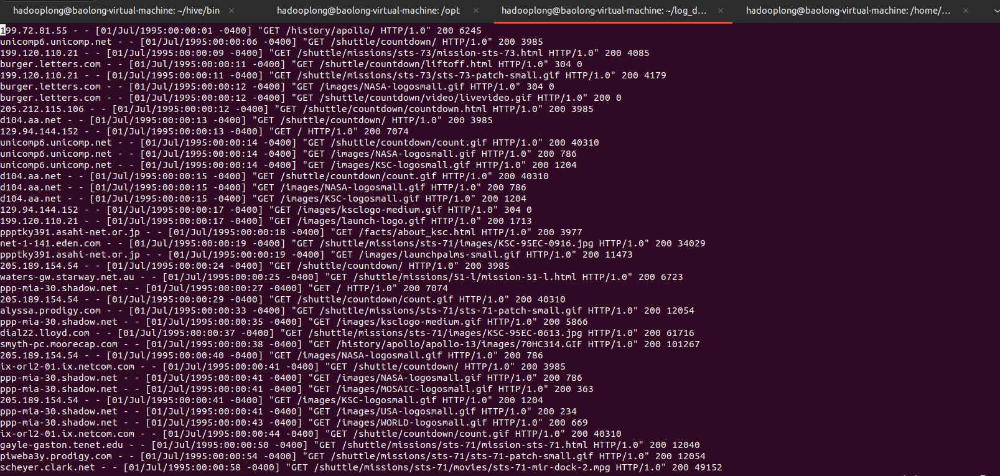 hadooplong@baolong-virtual-machine: ~/hive/bin
hadooplong@baolong-virtual-machine: /opt
hadooplong@baolong-virtual-machine: ~/log_d...
hadooplong@baolong-virtual-machine: /home/...
199.72.81.55 - - [01/Jul/1995:00:00:01 -0400] "GET /history/apollo/ HTTP/1.0" 200 6245
unicomp6.unicomp.net - - [01/Jul/1995:00:00:06 -0400] "GET /shuttle/countdown/ HTTP/1.0" 200 3985
199.120.110.21 - - [01/Jul/1995:00:00:09 -0400] "GET /shuttle/missions/sts-73/mission-sts-73.html HTTP/1.0" 200 4085
burger.letters.com - - [01/Jul/1995:00:00:11 -0400] "GET /shuttle/countdown/liftoff.html HTTP/1.0" 304 0
199.120.110.21 - - [01/Jul/1995:00:00:11 -0400] "GET /shuttle/missions/sts-73/sts-73-patch-small.gif HTTP/1.0" 200 4179
burger.letters.com - - [01/Jul/1995:00:00:12 -0400] "GET /images/NASA-logosmall.gif HTTP/1.0" 304 0
burger.letters.com - - [01/Jul/1995:00:00:12 -0400] "GET /shuttle/countdown/video/livevideo.gif HTTP/1.0" 200 0
205.212.115.106 - - [01/Jul/1995:00:00:12 -0400] "GET /shuttle/countdown/countdown.html HTTP/1.0" 200 3985
d104.aa.net - - [01/Jul/1995:00:00:13 -0400] "GET /shuttle/countdown/ HTTP/1.0" 200 3985
129.94.144.152 - - [01/Jul/1995:00:00:13 -0400] "GET / HTTP/1.0" 200 7074
unicomp6.unicomp.net - - [01/Jul/1995:00:00:14 -0400] "GET /shuttle/countdown/count.gif HTTP/1.0" 200 40310
unicomp6.unicomp.net - - [01/Jul/1995:00:00:14 -0400] "GET /images/NASA-logosmall.gif HTTP/1.0" 200 786
unicomp6.unicomp.net - - [01/Jul/1995:00:00:14 -0400] "GET /images/KSC-logosmall.gif HTTP/1.0" 200 1204
d104.aa.net - - [01/Jul/1995:00:00:15 -0400] "GET /shuttle/countdown/count.gif HTTP/1.0" 200 40310
d104.aa.net - - [01/Jul/1995:00:00:15 -0400] "GET /images/NASA-logosmall.gif HTTP/1.0" 200 786
d104.aa.net - - [01/Jul/1995:00:00:15 -0400] "GET /images/KSC-logosmall.gif HTTP/1.0" 200 1204
129.94.144.152 - - [01/Jul/1995:00:00:17 -0400] "GET /images/ksclogo-medium.gif HTTP/1.0" 304 0
199.120.110.21 - - [01/Jul/1995:00:00:17 -0400] "GET /images/launch-logo.gif HTTP/1.0" 200 1713
ppptky391.asahi-net.or.jp - - [01/Jul/1995:00:00:18 -0400] "GET /facts/about_ksc.html HTTP/1.0" 200 3977
net-1-141.eden.com - - [01/Jul/1995:00:00:19 -0400] "GET /shuttle/missions/sts-71/images/KSC-95EC-0916.jpg HTTP/1.0" 200 34029
ppptky391.asahi-net.or.jp - - [01/Jul/1995:00:00:19 -0400] "GET /images/launchpalms-small.gif HTTP/1.0" 200 11473
205.189.154.54 - - [01/Jul/1995:00:00:24 -0400] "GET /shuttle/countdown/ HTTP/1.0" 200 3985
waters-gw.starway.net.au - - [01/Jul/1995:00:00:25 -0400] "GET /shuttle/missions/51-l/mission-51-l.html HTTP/1.0" 200 6723
ppp-mia-30.shadow.net - - [01/Jul/1995:00:00:27 -0400] "GET / HTTP/1.0" 200 7074
205.189.154.54 - - [01/Jul/1995:00:00:29 -0400] "GET /shuttle/countdown/count.gif HTTP/1.0" 200 40310
alyssa.prodigy.com - - [01/Jul/1995:00:00:33 -0400] "GET /shuttle/missions/sts-71/sts-71-patch-small.gif HTTP/1.0" 200 12054
ppp-mia-30.shadow.net - - [01/Jul/1995:00:00:35 -0400] "GET /images/ksclogo-medium.gif HTTP/1.0" 200 5866
dial22.lloyd.com - - [01/Jul/1995:00:00:37 -0400] "GET /shuttle/missions/sts-71/images/KSC-95EC-0613.jpg HTTP/1.0" 200 61716
smyth-pc.moorecap.com - - [01/Jul/1995:00:00:38 -0400] "GET /history/apollo/apollo-13/images/70HC314.GIF HTTP/1.0" 200 101267
205.189.154.54 - - [01/Jul/1995:00:00:40 -0400] "GET /images/NASA-logosmall.gif HTTP/1.0" 200 786
ix-orl2-01.ix.netcom.com - - [01/Jul/1995:00:00:41 -0400] "GET /shuttle/countdown/ HTTP/1.0" 200 3985
ppp-mia-30.shadow.net - - [01/Jul/1995:00:00:41 -0400] "GET /images/NASA-logosmall.gif HTTP/1.0" 200 786
ppp-mia-30.shadow.net - - [01/Jul/1995:00:00:41 -0400] "GET /images/MOSAIC-logosmall.gif HTTP/1.0" 200 363
205.189.154.54 - - [01/Jul/1995:00:00:41 -0400] "GET /images/KSC-logosmall.gif HTTP/1.0" 200 1204
ppp-mia-30.shadow.net - - [01/Jul/1995:00:00:41 -0400] "GET /images/USA-logosmall.gif HTTP/1.0" 200 234
ppp-mia-30.shadow.net - - [01/Jul/1995:00:00:43 -0400] "GET /images/WORLD-logosmall.gif HTTP/1.0" 200 669
ix-orl2-01.ix.netcom.com - - [01/Jul/1995:00:00:44 -0400] "GET /shuttle/countdown/count.gif HTTP/1.0" 200 40310
gayle-gaston.tenet.edu - - [01/Jul/1995:00:00:50 -0400] "GET /shuttle/missions/sts-71/mission-sts-71.html HTTP/1.0" 200 12040
piweba3y.prodigy.com - - [01/Jul/1995:00:00:54 -0400] "GET /shuttle/missions/sts-71/sts-71-patch-small.gif HTTP/1.0" 200 12054
scheyer.clark.net - - [01/Jul/1995:00:00:58 -0400] "GET /shuttle/missions/sts-71/movies/sts-71-mir-dock-2.mpg HTTP/1.0" 200 49152